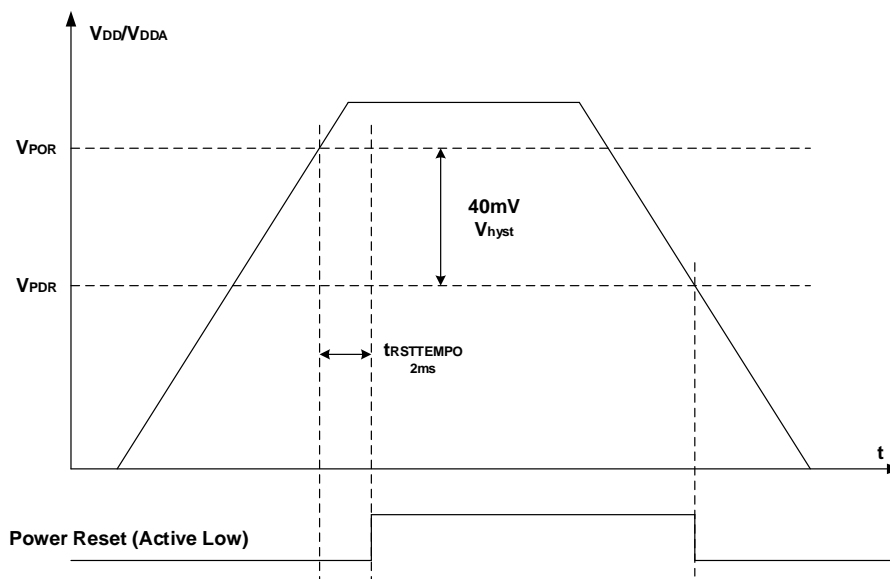 VDD/VDDA
VPOR
40mV
Vhyst
VPDR
tRSTTEMPO
2ms
t
Power Reset (Active Low)